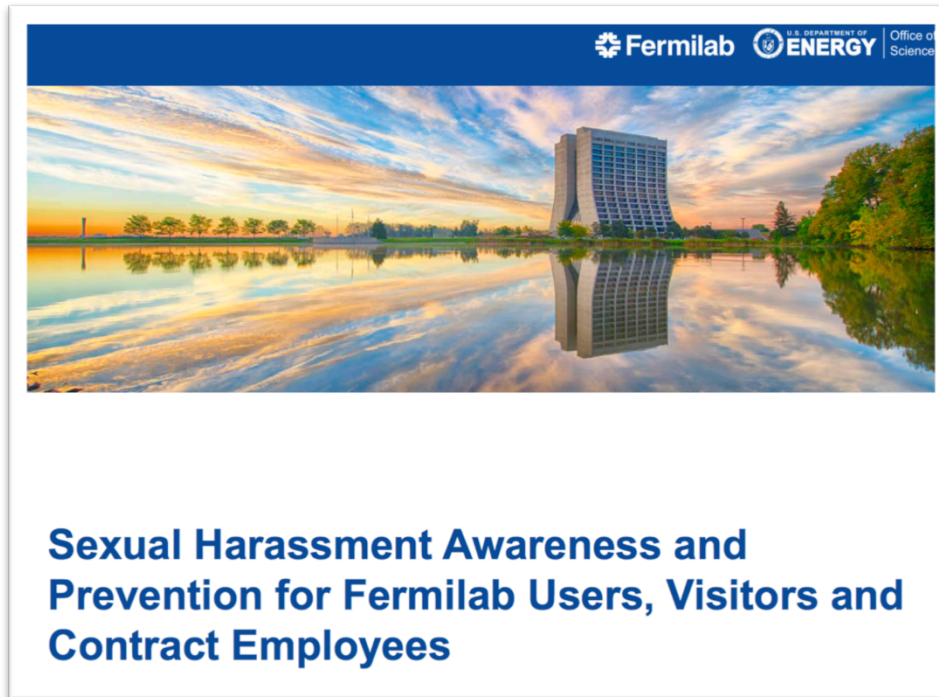 Fermilab
U.S. DEPARTMENT OF
ENERGY
Office of
Science
Sexual Harassment Awareness and
Prevention for Fermilab Users, Visitors and
Contract Employees